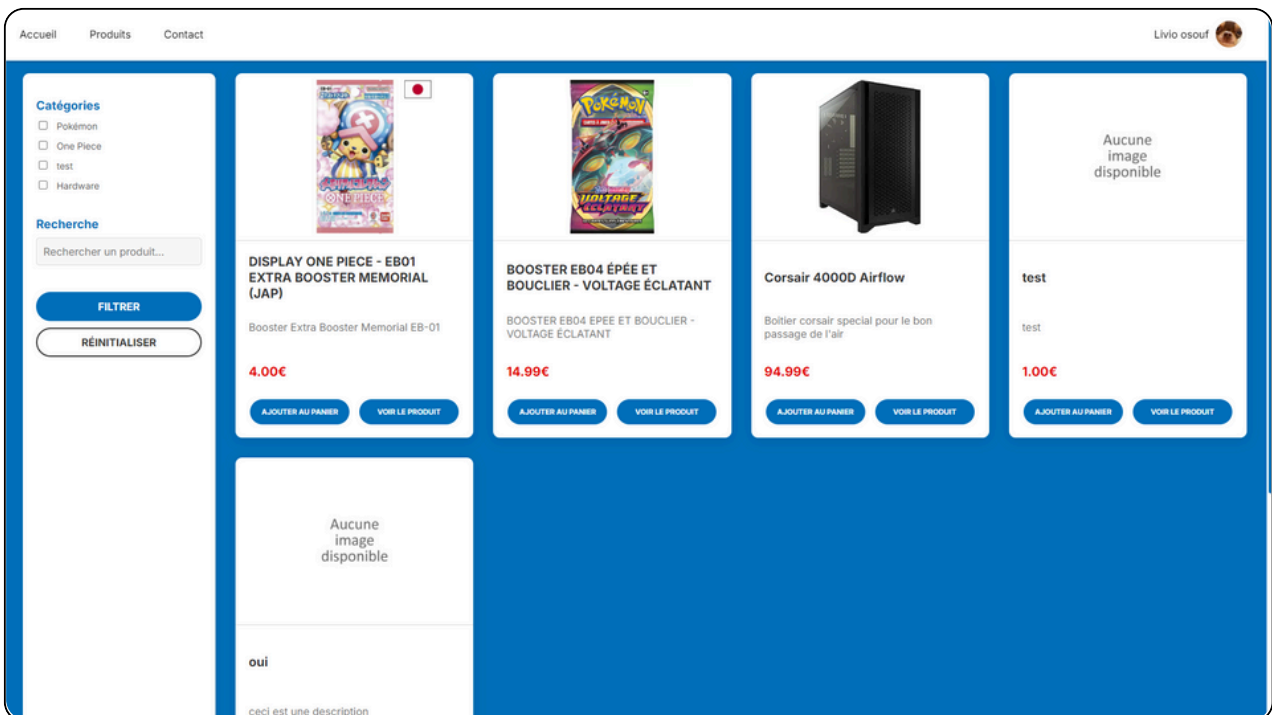 Accueil Produits Contact
Livio osouf
Catégories
Pokémon
One Piece
test
Hardware
Recherche
Rechercher un produit...
FILTRER
RÉINITIALISER
ONE PIECE
DISPLAY ONE PIECE - EB01
EXTRA BOOSTER MEMORIAL
(JAP)
Booster Extra Booster Memorial EB-01
4.00€
AJOUTER AU PANIER VOIR LE PRODUIT
POKéMON
VOLTAGE
ÉCLATANT
BOOSTER EB04 ÉPÉE ET
BOUCLIER - VOLTAGE ÉCLATANT
BOOSTER EB04 EPEE ET BOUCLIER -
VOLTAGE ÉCLATANT
14.99€
AJOUTER AU PANIER VOIR LE PRODUIT
Corsair 4000D Airflow
Boitier corsair special pour le bon
passage de l'air
94.99€
AJOUTER AU PANIER VOIR LE PRODUIT
Aucune
image
disponible
test
test
1.00€
AJOUTER AU PANIER VOIR LE PRODUIT
Aucune
image
disponible
oui
ceci est une description